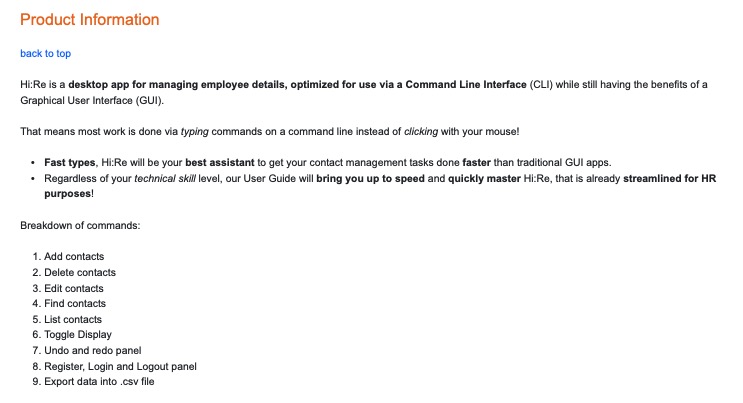 Product Information
back to top
Hi:Re is a desktop app for managing employee details, optimized for use via a Command Line Interface (CLI) while still having the benefits of a
Graphical User Interface (GUI).
That means most work is done via typing commands on a command line instead of clicking with your mouse!
• Fast types, Hi:Re will be your best assistant to get your contact management tasks done faster than traditional GUI apps.
• Regardless of your technical skill level, our User Guide will bring you up to speed and quickly master Hi:Re, that is already streamlined for HR
purposes!
Breakdown of commands:
1. Add contacts
2. Delete contacts
3. Edit contacts
4. Find contacts
5. List contacts
6. Toggle Display
7. Undo and redo panel
8. Register, Login and Logout panel
9. Export data into .csv file